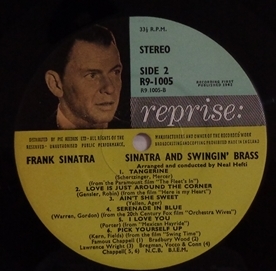 33⅓ R.P.M.
STEREO
SIDE 2
R9-1005
R9.1005-B
RECORDING FIRST
PUBLISHED 1962
reprise:
FRANK SINATRA
SINATRA AND SWINGIN' BRASS
Arranged and conducted by Neal Hefti
1. TANGERINE
(Schertzinger, Mercer)
(from the Paramount film "The Fleet's In")
2. LOVE IS JUST AROUND THE CORNER
(Gensler, Robin) (from the film "Here is my Heart")
3. AIN'T SHE SWEET
(Yellen, Ager)
4. SERENADE IN BLUE
(Warren, Gordon) (from the 20th Century Fox film "Orchestra Wives")
5. I LOVE YOU
(Porter) (from "Mexican Hayride")
6. PICK YOURSELF UP
(Kern, Fields) (from the film "Swing Time")
Famous Chappell (1) Bradbury Wood (2)
Lawrence Wright (3) Bregman, Vocco & Conn (4)
Chappell (5, 6) N.C.B. B.I.E.M.